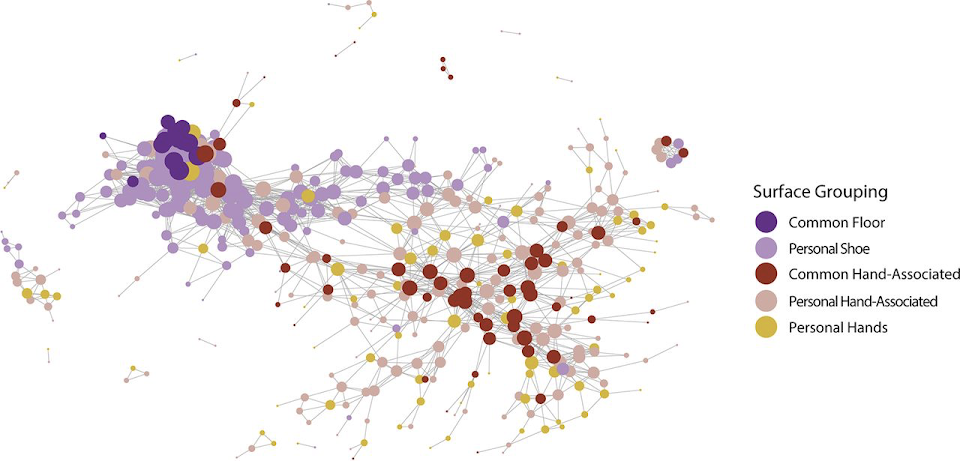 Surface Grouping
Common Floor
Personal Shoe
Common Hand-Associated
Personal Hand-Associated
Personal Hands